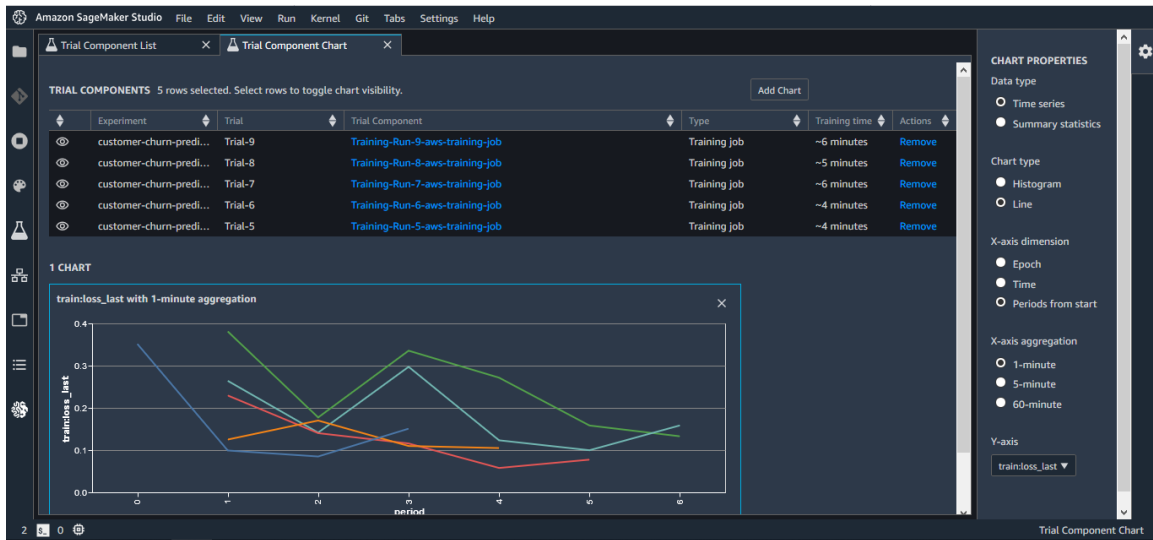 Amazon SageMaker Studio File Edit View Run Kernel Git Tabs Settings Help
Trial Component List Trial Component Chart
TRIAL COMPONENTS 5 rows selected. Select rows to toggle chart visibility.
Add Chart
Experiment Trial Trial Component Type Training time Actions
customer-churn-predi... Trial-9 Training-Run-9-aws-training-job Training job ~6 minutes Remove
customer-churn-predi... Trial-8 Training-Run-8-aws-training-job Training job ~5 minutes Remove
customer-churn-predi... Trial-7 Training-Run-7-aws-training-job Training job ~6 minutes Remove
customer-churn-predi... Trial-6 Training-Run-6-aws-training-job Training job ~4 minutes Remove
customer-churn-predi... Trial-5 Training-Run-5-aws-training-job Training job ~4 minutes Remove
1 CHART
train:loss_last with 1-minute aggregation
train:loss_last
0.4
0.3
0.2
0.1
0.0
0 1 2 3 4 5 6
period
CHART PROPERTIES
Data type
Time series
Summary statistics
Chart type
Histogram
Line
X-axis dimension
Epoch
Time
Periods from start
X-axis aggregation
1-minute
5-minute
60-minute
Y-axis
train:loss_last
2 $_ 0
Trial Component Chart